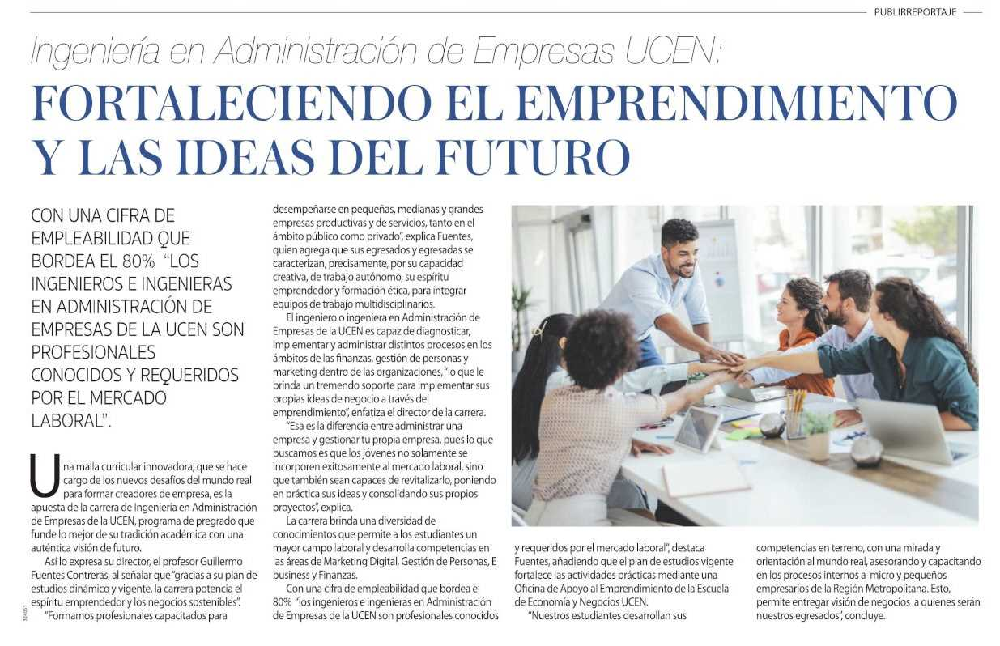 PUBLIRREPORTAJE
Ingeniería en Administración de Empresas UCEN:
FORTALECIENDO EL EMPRENDIMIENTO
Y LAS IDEAS DEL FUTURO
CON UNA CIFRA DE
EMPLEABILIDAD QUE
BORDEA EL 80% “LOS
INGENIEROS E INGENIERAS
EN ADMINISTRACIÓN DE
EMPRESAS DE LA UCEN SON
PROFESIONALES
CONOCIDOS Y REQUERIDOS
POR EL MERCADO
LABORAL”.
Una malla curricular innovadora, que se hace
cargo de los nuevos desafíos del mundo real
para formar creadores de empresa, es la
apuesta de la carrera de Ingeniería en Administración
de Empresas de la UCEN, programa de pregrado que
funde lo mejor de su tradición académica con una
auténtica visión de futuro.
Así lo expresa su director, el profesor Guillermo
Fuentes Contreras, al señalar que “gracias a su plan de
estudios dinámico y vigente, la carrera potencia el
espíritu emprendedor y los negocios sostenibles”.
“Formamos profesionales capacitados para
desempeñarse en pequeñas, medianas y grandes
empresas productivas y de servicios, tanto en el
ámbito público como privado”, explica Fuentes,
quien agrega que sus egresados y egresadas se
caracterizan, precisamente, por su capacidad
creativa, de trabajo autónomo, su espíritu
emprendedor y formación ética, para integrar
equipos de trabajo multidisciplinarios.
El ingeniero o ingeniera en Administración de
Empresas de la UCEN es capaz de diagnosticar,
implementar y administrar distintos procesos en los
ámbitos de las finanzas, gestión de personas y
marketing dentro de las organizaciones, “lo que le
brinda un tremendo soporte para implementar sus
propias ideas de negocio a través del
emprendimiento”, enfatiza el director de la carrera.
“Esa es la diferencia entre administrar una
empresa y gestionar tu propia empresa, pues lo que
buscamos es que los jóvenes no solamente se
incorporen exitosamente al mercado laboral, sino
que también sean capaces de revitalizarlo, poniendo
en práctica sus ideas y consolidando sus propios
proyectos”, explica.
La carrera brinda una diversidad de
conocimientos que permite a los estudiantes un
mayor campo laboral y desarrolla competencias en
las áreas de Marketing Digital, Gestión de Personas, E
business y Finanzas.
Con una cifra de empleabilidad que bordea el
80% “los ingenieros e ingenieras en Administración
de Empresas de la UCEN son profesionales conocidos
y requeridos por el mercado laboral”, destaca
Fuentes, añadiendo que el plan de estudios vigente
fortalece las actividades prácticas mediante una
Oficina de Apoyo al Emprendimiento de la Escuela
de Economía y Negocios UCEN.
“Nuestros estudiantes desarrollan sus
competencias en terreno, con una mirada y
orientación al mundo real, asesorando y capacitando
en los procesos internos a micro y pequeños
empresarios de la Región Metropolitana. Esto,
permite entregar visión de negocios a quienes serán
nuestros egresados”, concluye.